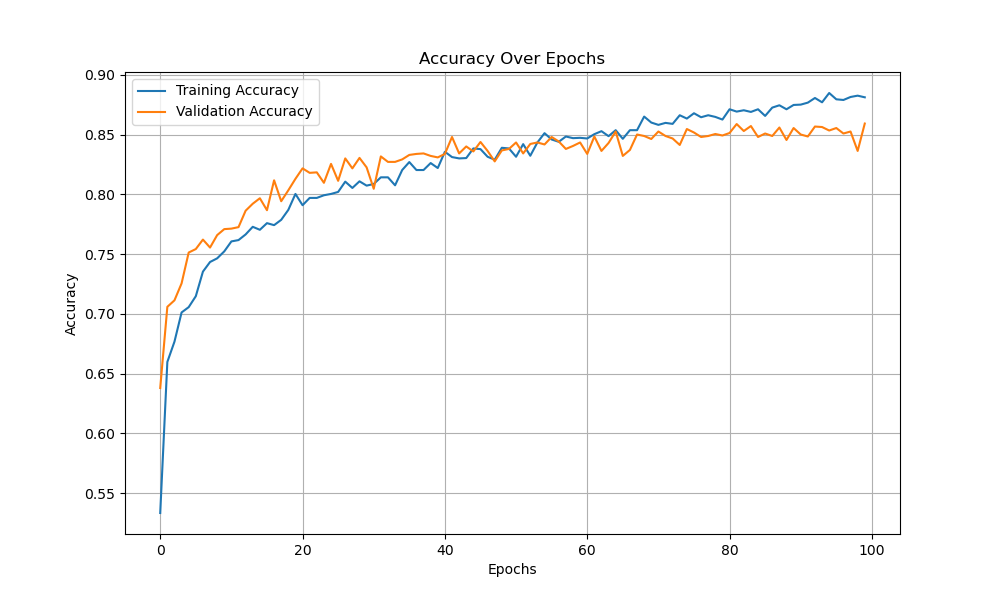 Accuracy Over Epochs
Training Accuracy
Validation Accuracy
0.90
0.85
0.80
0.75
0.70
0.65
0.60
0.55
Accuracy
0 20 40 60 80 100
Epochs